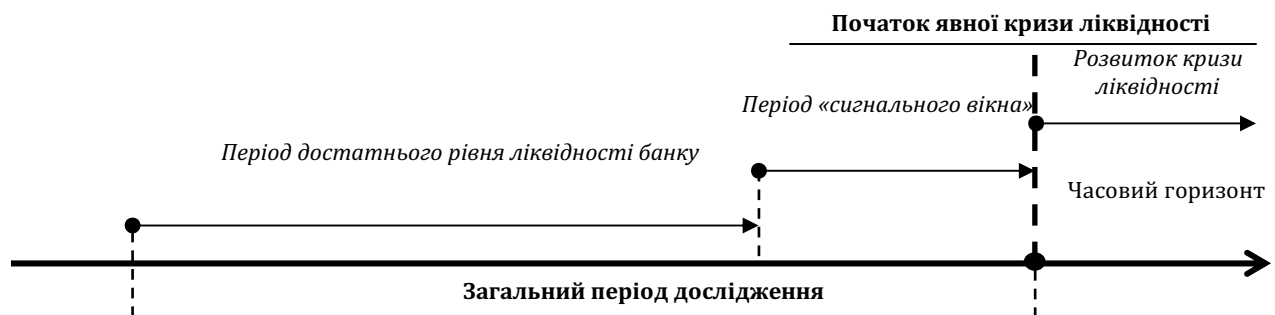 Початок явної кризи ліквідності
Розвиток кризи
ліквідності
Період «сигнального вікна»
Період достатнього рівня ліквідності банку
Часовий горизонт
Загальний період дослідження